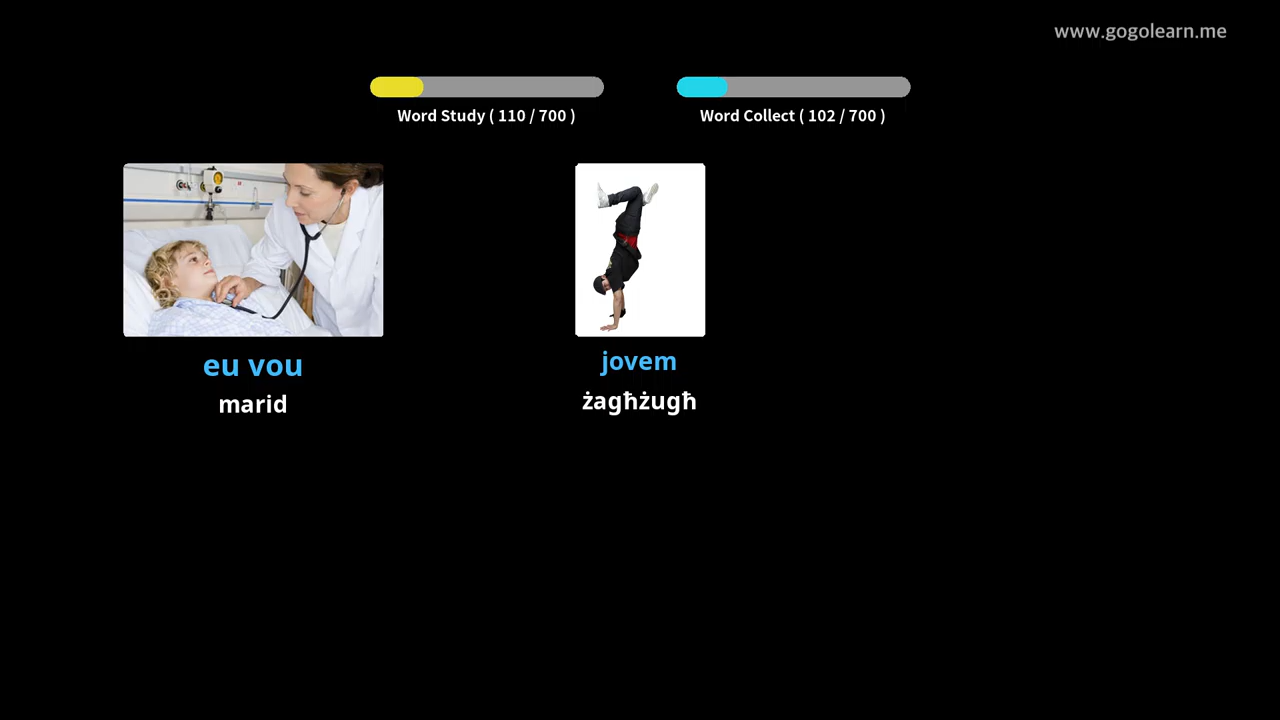 www.gogolearn.me
Word Study ( 110 / 700 )
Word Collect ( 102 / 700 )
eu vou
marid
jovem
żagħżugħ